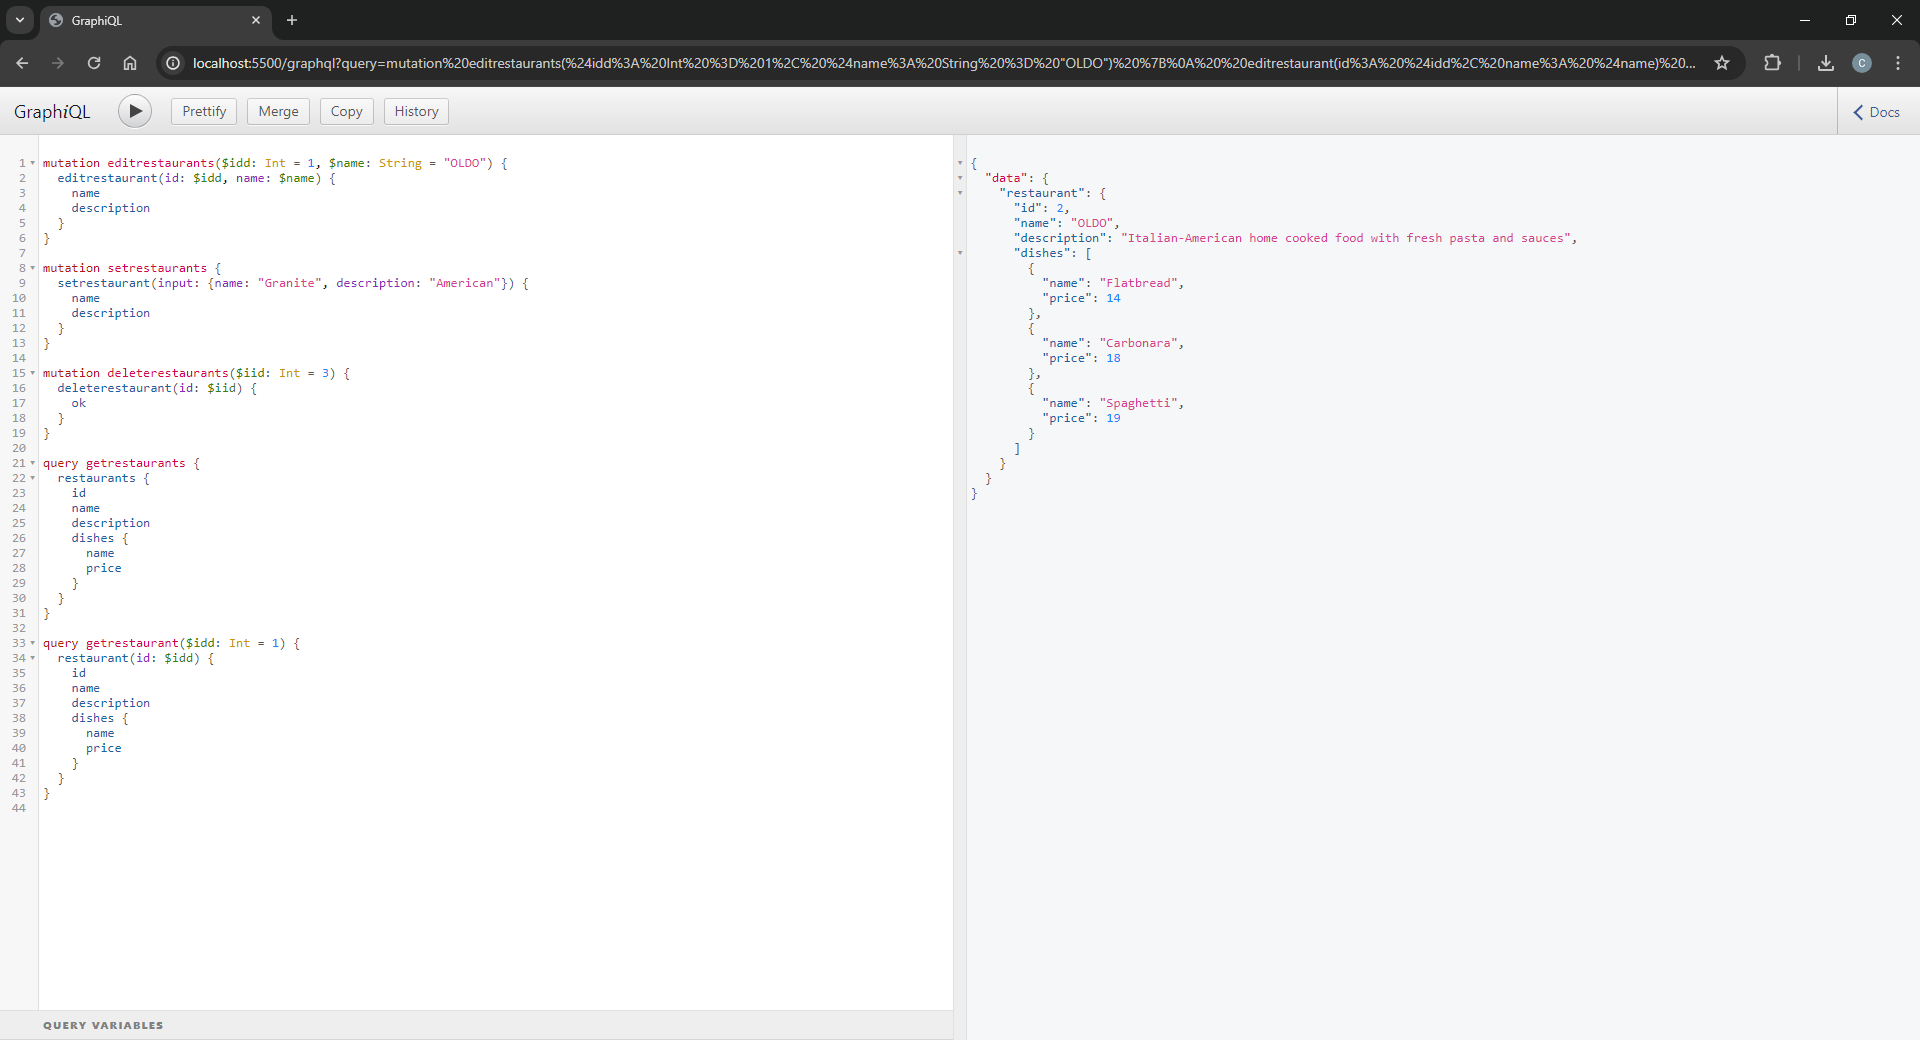 GraphiQL
localhost:5500/graphql?query=mutation%20editrestaurants(%24idd%3A%20Int%20%3D%201%2C%20%24name%3A%20String%20%3D%20"OLDO")%20%7B%0A%20%20editrestaurant(id%3A%20%24idd%2C%20name%3A%20%24name)%20...
C
GraphiQL
Prettify
Merge
Copy
History
Docs
1 mutation editrestaurants($idd: Int = 1, $name: String = "OLDO") {
2 editrestaurant(id: $idd, name: $name) {
3 name
4 description
5 }
6 }
7
8 mutation setrestaurants {
9 setrestaurant(input: {name: "Granite", description: "American"}) {
10 name
11 description
12 }
13 }
14
15 mutation deleterestaurants($iid: Int = 3) {
16 deleterestaurant(id: $iid) {
17 ok
18 }
19 }
20
21 query getrestaurants {
22 restaurants {
23 id
24 name
25 description
26 dishes {
27 name
28 price
29 }
30 }
31 }
32
33 query getrestaurant($idd: Int = 1) {
34 restaurant(id: $idd) {
35 id
36 name
37 description
38 dishes {
39 name
40 price
41 }
42 }
43 }
44
QUERY VARIABLES
{
"data": {
"restaurant": {
"id": 2,
"name": "OLDO",
"description": "Italian-American home cooked food with fresh pasta and sauces",
"dishes": [
{
"name": "Flatbread",
"price": 14
},
{
"name": "Carbonara",
"price": 18
},
{
"name": "Spaghetti",
"price": 19
}
]
}
}
}